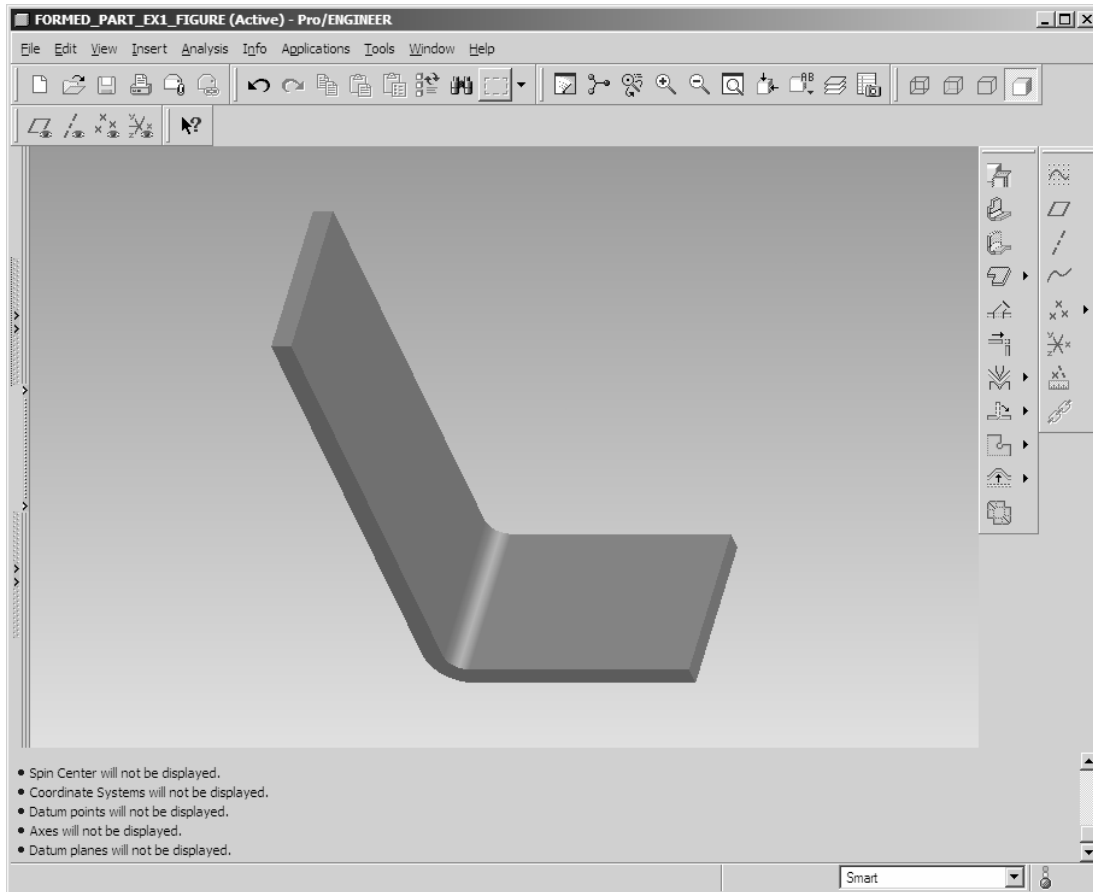 FORMED_PART_EX1_FIGURE (Active) - Pro/ENGINEER
File Edit View Insert Analysis Info Applications Tools Window Help
• Spin Center will not be displayed.
• Coordinate Systems will not be displayed.
• Datum points will not be displayed.
• Axes will not be displayed.
• Datum planes will not be displayed.
Smart